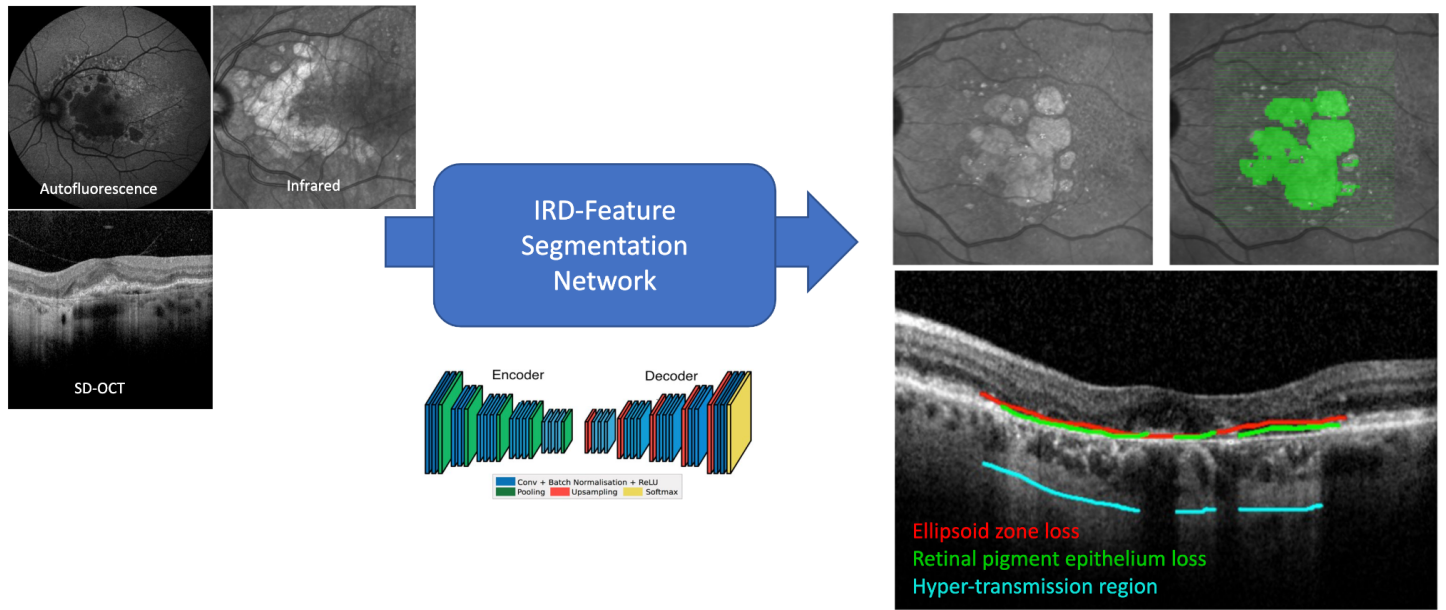 Autofluorescence
Infrared
SD-OCT
IRD-Feature
Segmentation
Network
Encoder
Decoder
Conv + Batch Normalisation + ReLU
Pooling
Upsampling
Softmax
Ellipsoid zone loss
Retinal pigment epithelium loss
Hyper-transmission region